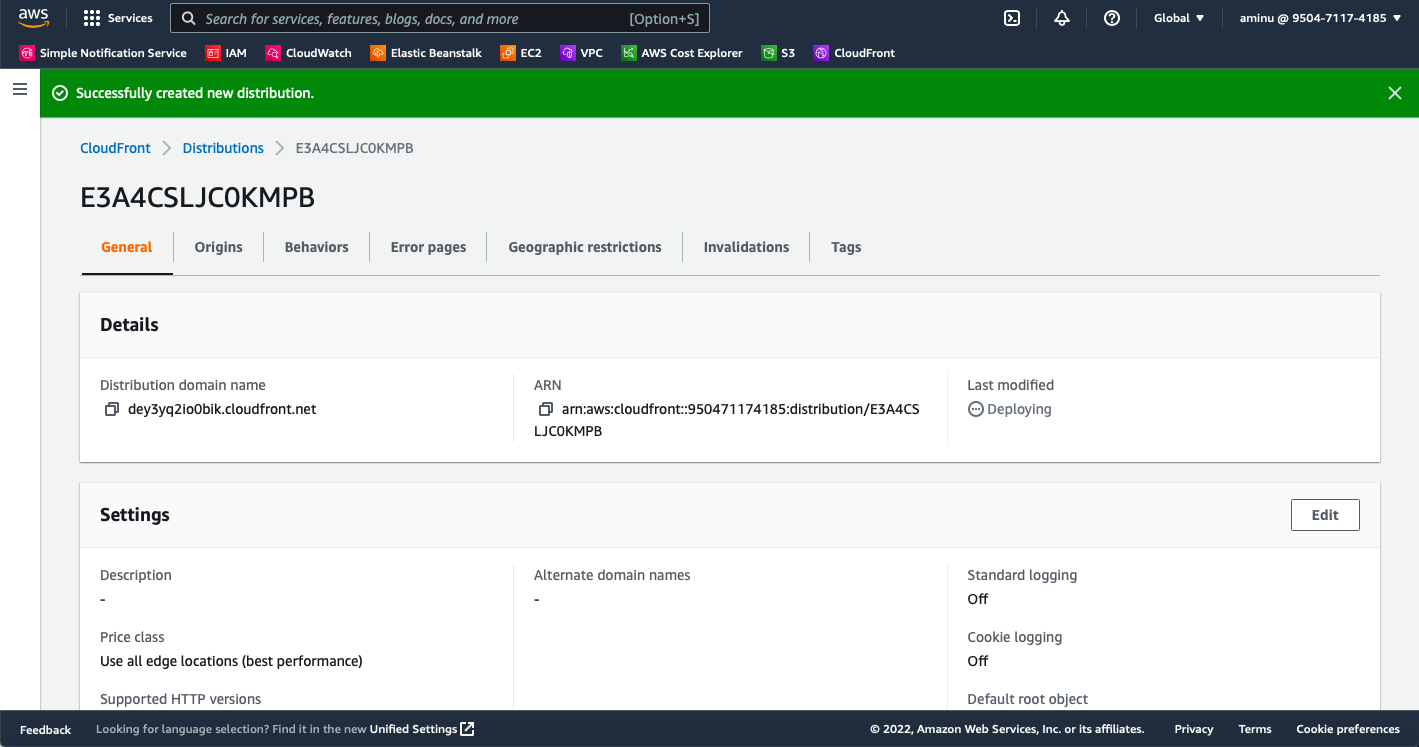 aws
Services
Search for services, features, blogs, docs, and more
[Option+S]
Global
aminu @ 9504-7117-4185
Simple Notification Service
IAM
CloudWatch
Elastic Beanstalk
EC2
VPC
AWS Cost Explorer
S3
CloudFront
Successfully created new distribution.
CloudFront
Distributions
E3A4CSLJC0KMPB
E3A4CSLJC0KMPB
General
Origins
Behaviors
Error pages
Geographic restrictions
Invalidations
Tags
Details
Distribution domain name
dey3yq2io0bik.cloudfront.net
ARN
arn:aws:cloudfront::950471174185:distribution/E3A4CS
LJC0KMPB
Last modified
Deploying
Settings
Edit
Description
-
Price class
Use all edge locations (best performance)
Supported HTTP versions
Alternate domain names
-
Standard logging
Off
Cookie logging
Off
Default root object
Feedback
Looking for language selection? Find it in the new Unified Settings
© 2022, Amazon Web Services, Inc. or its affiliates.
Privacy
Terms
Cookie preferences